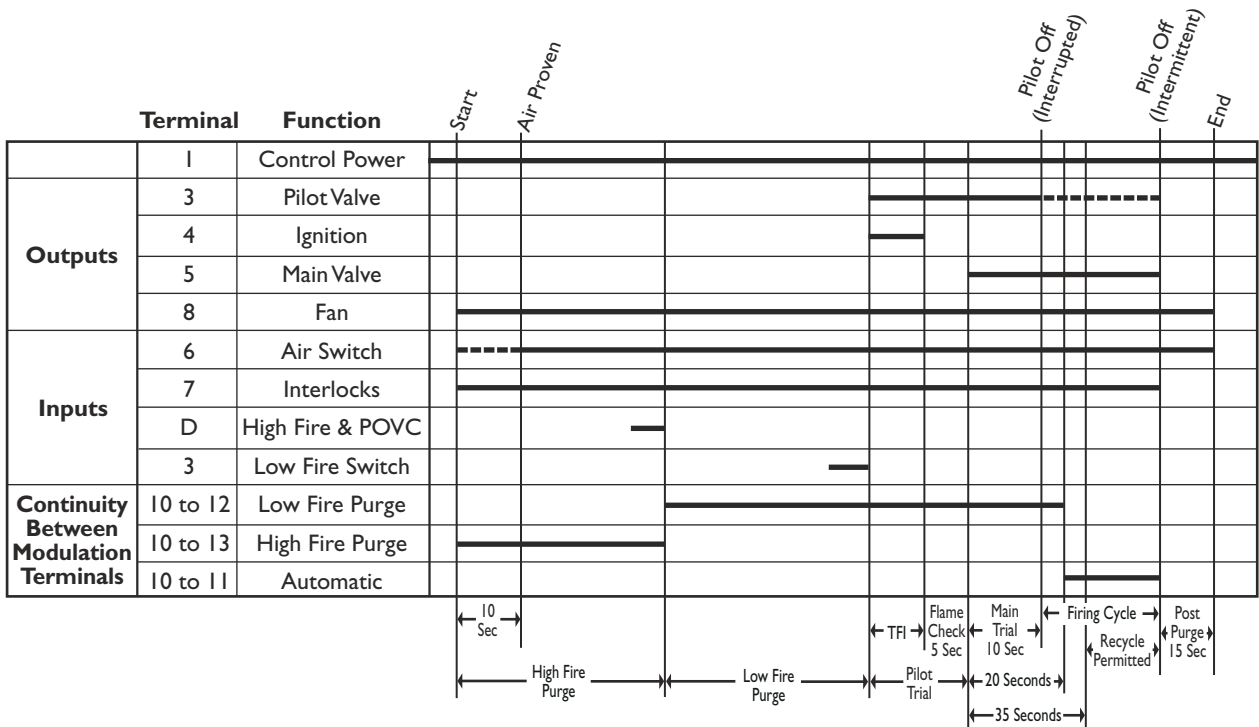 Start
Air Proven
Pilot Off
(Interrupted)
Pilot Off
(Intermittent)
End
Terminal Function
1 Control Power
Outputs
3 Pilot Valve
4 Ignition
5 Main Valve
8 Fan
Inputs
6 Air Switch
7 Interlocks
D High Fire & POVC
3 Low Fire Switch
Continuity
Between
Modulation
Terminals
10 to 12 Low Fire Purge
10 to 13 High Fire Purge
10 to 11 Automatic
10
Sec
TFI
Flame
Check
5 Sec
Main
Trial
10 Sec
Firing Cycle
Recycle
Permitted
Post
Purge
15 Sec
High Fire
Purge
Low Fire
Purge
Pilot
Trial
20 Seconds
35 Seconds